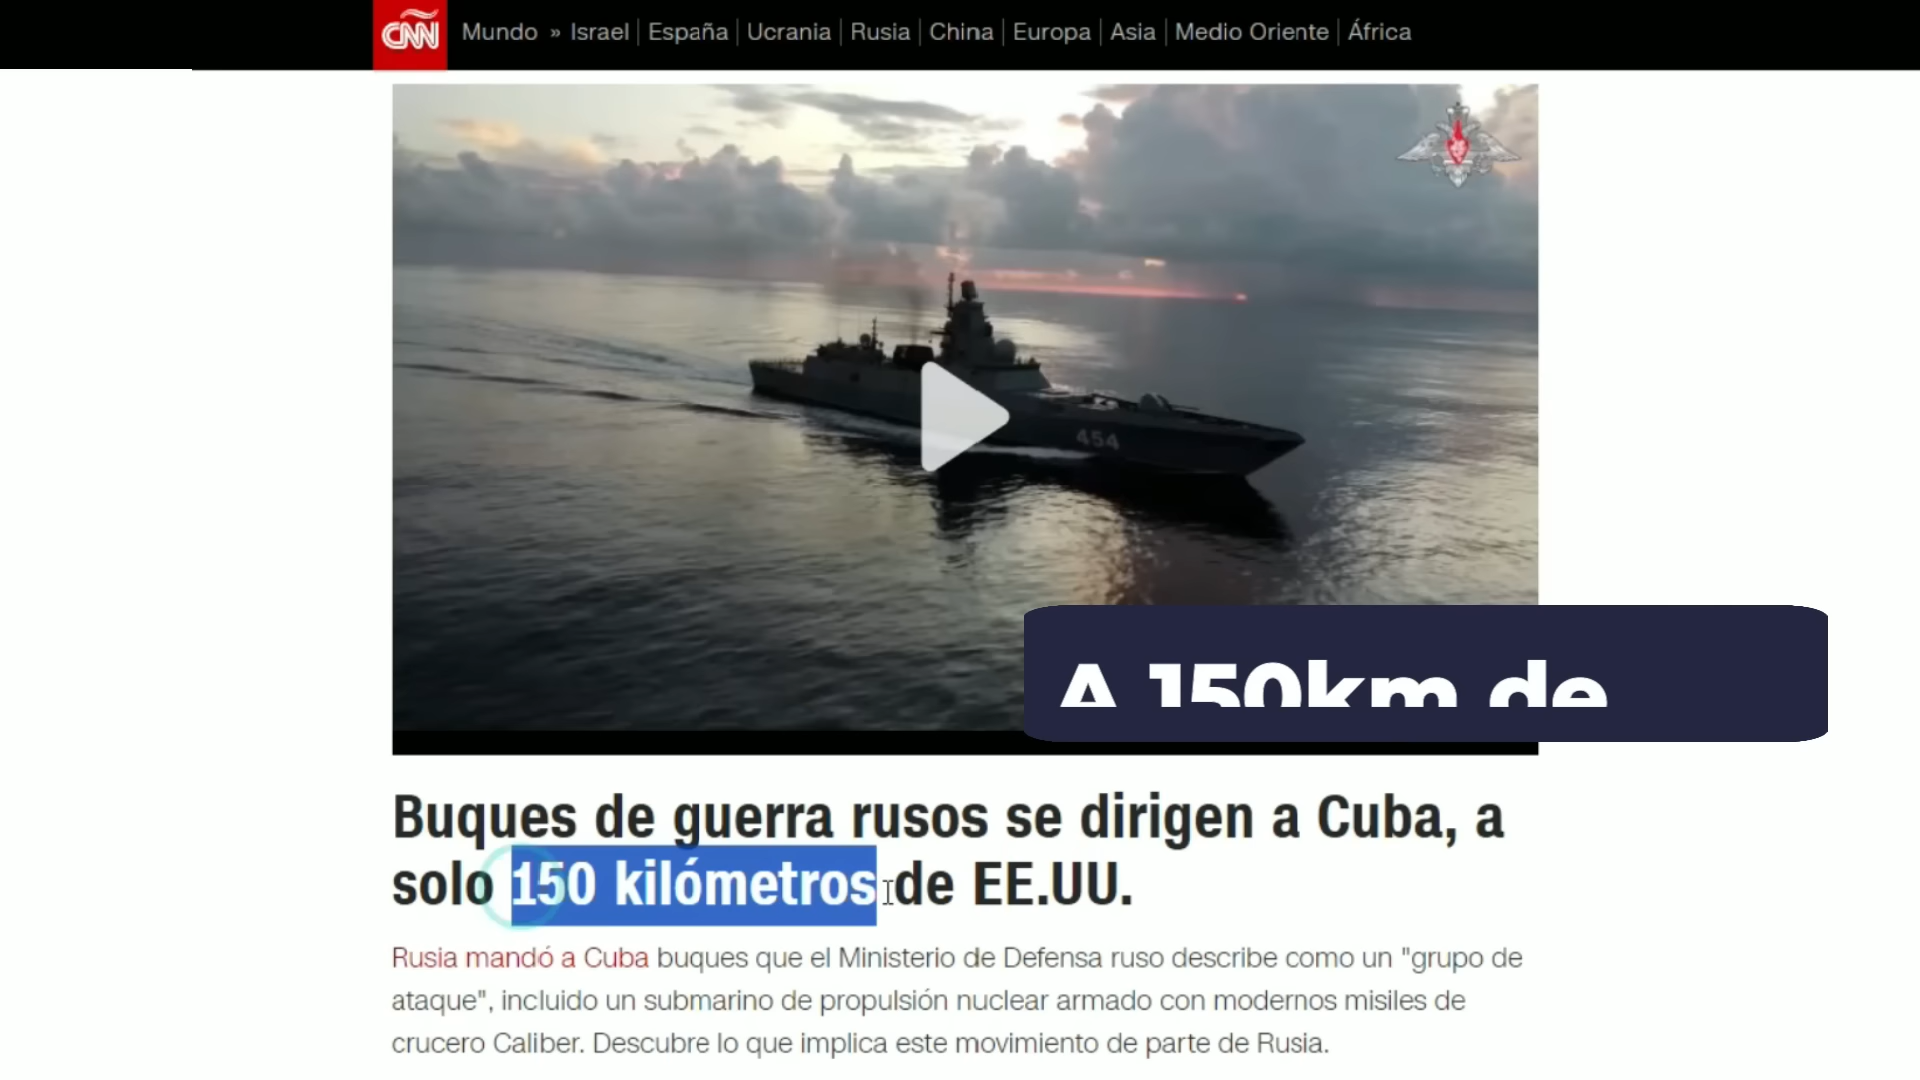 CNN Mundo » Israel | España | Ucrania | Rusia | China | Europa | Asia | Medio Oriente | África
454
A 150km de
Buques de guerra rusos se dirigen a Cuba, a
solo 150 kilómetros de EE.UU.
Rusia mandó a Cuba buques que el Ministerio de Defensa ruso describe como un "grupo de
ataque", incluido un submarino de propulsión nuclear armado con modernos misiles de
crucero Caliber. Descubre lo que implica este movimiento de parte de Rusia.